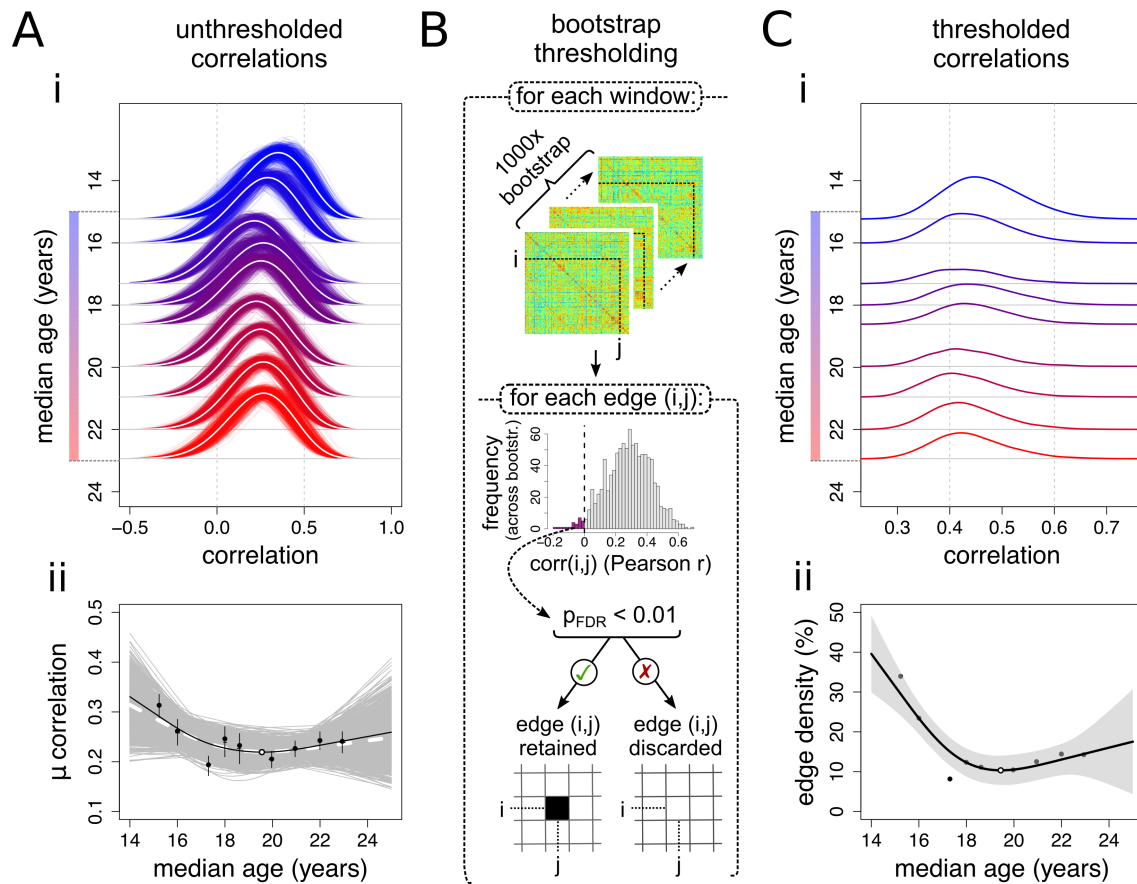 A
unthresholded
correlations
i
14
16
18
20
22
24
median age (years)
−0.5
0.0
0.5
1.0
correlation
ii
0.5
0.4
0.3
0.2
0.1
μ correlation
14
16
18
20
22
24
median age (years)
B
bootstrap
thresholding
for each window:
1000x
bootstrap
i
j
for each edge (i,j):
frequency
(across bootstr.)
60
40
20
0
-0.2
0
0.2
0.4
0.6
corr(i,j) (Pearson r)
pFDR < 0.01
✓
✗
edge (i,j)
retained
edge (i,j)
discarded
i
j
i
j
C
thresholded
correlations
i
14
16
18
20
22
24
median age (years)
0.3
0.4
0.5
0.6
0.7
correlation
ii
50
40
30
20
10
0
edge density (%)
14
16
18
20
22
24
median age (years)